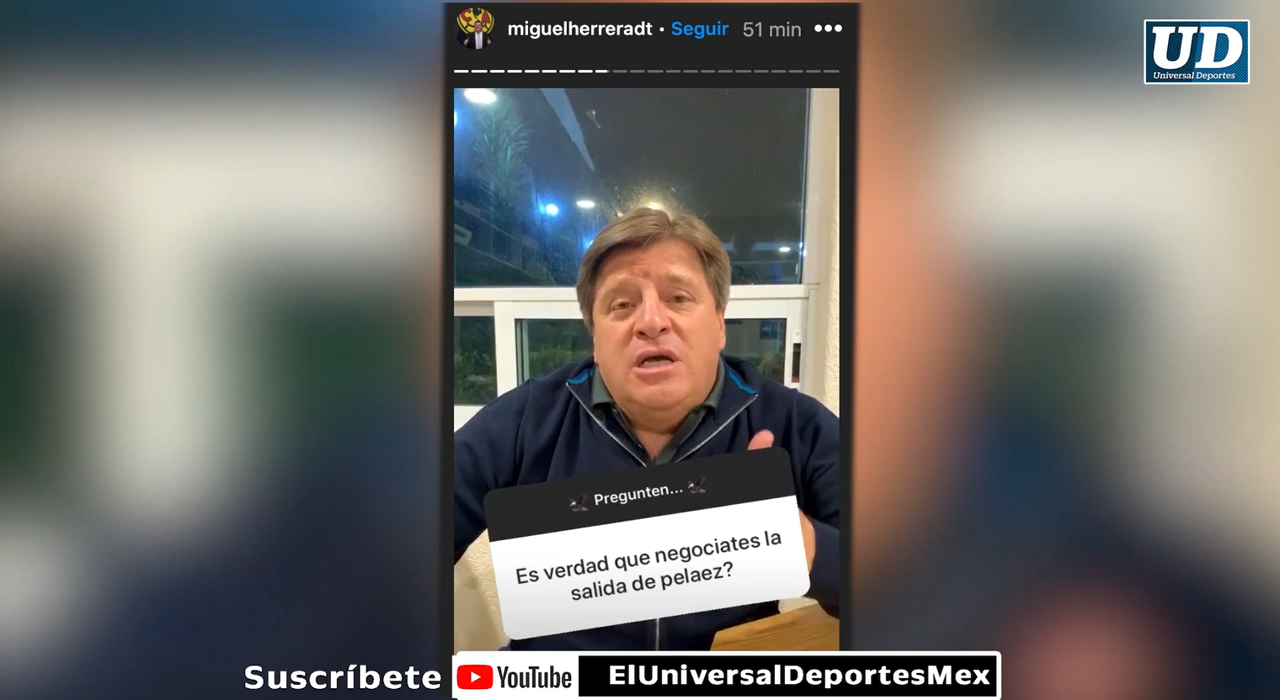 miguelherreradt • Seguir 51 min
UD
Universal Deportes
Pregunten...
Es verdad que negociates la
salida de pelaez?
Suscríbete YouTube ElUniversalDeportesMex